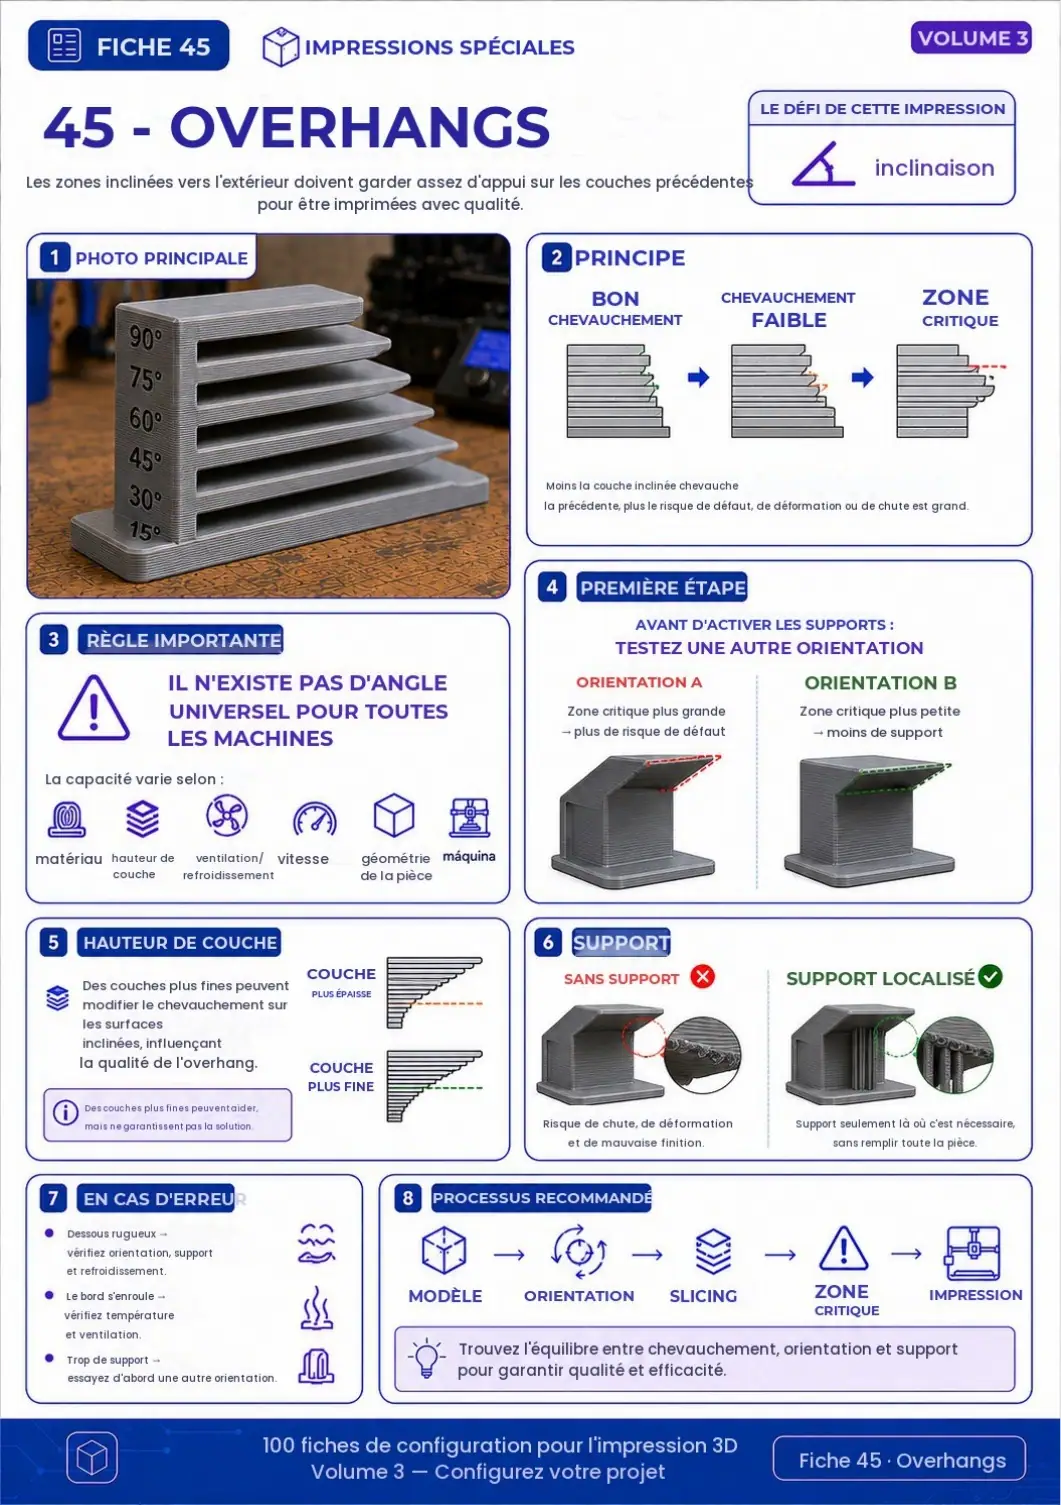 FICHE 45
IMPRESSIONS SPÉCIALES
VOLUME 3
45 - OVERHANGS
Les zones inclinées vers l'extérieur doivent garder assez d'appui sur les couches précédentes
pour être imprimées avec qualité.
LE DÉFI DE CETTE IMPRESSION
inclinaison
1 PHOTO PRINCIPALE
90°
75°
60°
45°
30°
15°
2 PRINCIPE
BON
CHEVAUCHEMENT
CHEVAUCHEMENT
FAIBLE
ZONE
CRITIQUE
Moins la couche inclinée chevauche
la précédente, plus le risque de défaut, de déformation ou de chute est grand.
3 RÈGLE IMPORTANTE
IL N'EXISTE PAS D'ANGLE
UNIVERSEL POUR TOUTES
LES MACHINES
La capacité varie selon :
matériau
hauteur de
couche
ventilation/
refroidissement
vitesse
géométrie
de la pièce
máquina
4 PREMIÈRE ÉTAPE
AVANT D'ACTIVER LES SUPPORTS :
TESTEZ UNE AUTRE ORIENTATION
ORIENTATION A
Zone critique plus grande
→ plus de risque de défaut
ORIENTATION B
Zone critique plus petite
→ moins de support
5 HAUTEUR DE COUCHE
Des couches plus fines peuvent
modifier le chevauchement sur
les surfaces
inclinées, influençant
la qualité de l'overhang.
Des couches plus fines peuvent aider,
mais ne garantissent pas la solution.
COUCHE
PLUS ÉPAISSE
COUCHE
PLUS FINE
6 SUPPORT
SANS SUPPORT
Risque de chute, de déformation
et de mauvaise finition.
SUPPORT LOCALISÉ
Support seulement là où c'est nécessaire,
sans remplir toute la pièce.
7 EN CAS D'ERREUR
Dessous rugueux →
vérifiez orientation, support
et refroidissement.
Le bord s'enroule →
vérifiez température
et ventilation.
Trop de support →
essayez d'abord une autre orientation.
8 PROCESSUS RECOMMANDÉ
MODÈLE
ORIENTATION
SLICING
ZONE
CRITIQUE
IMPRESSION
Trouvez l'équilibre entre chevauchement, orientation et support
pour garantir qualité et efficacité.
100 fiches de configuration pour l'impression 3D
Volume 3 — Configurez votre projet
Fiche 45 · Overhangs